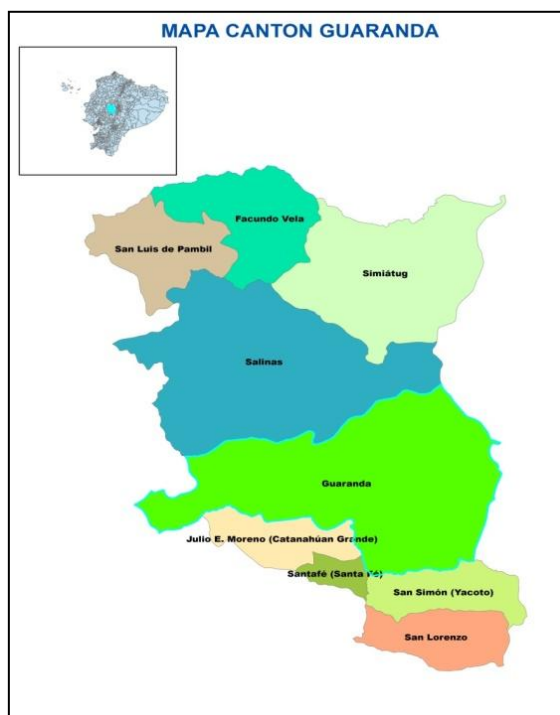 MAPA CANTON GUARANDA
Facundo Vela
San Luis de Pambil
Simiátug
Salinas
Guaranda
Julio E. Moreno (Catanahúan Grande)
Santafé (Santa Fé)
San Simón (Yacoto)
San Lorenzo